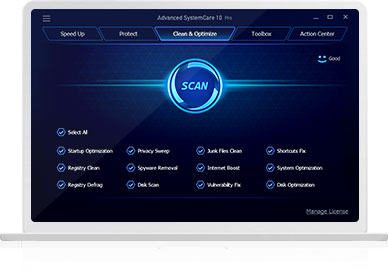 Advanced SystemCare 10 Pro
Speed Up Protect Clean & Optimize Toolbox Action Center
Good
SCAN
Select All
Startup Optimization Privacy Sweep Junk Files Clean Shortcuts Fix
Registry Clean Spyware Removal Internet Boost System Optimization
Registry Defrag Disk Scan Vulnerability Fix Disk Optimization
Manage License